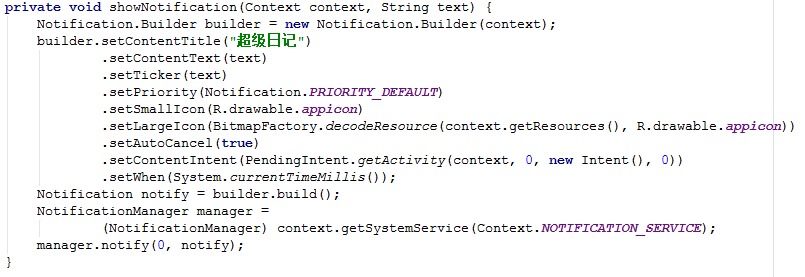 private void showNotification(Context context, String text) {
    Notification.Builder builder = new Notification.Builder(context);
    builder.setContentTitle("超级日记")
            .setContentText(text)
            .setTicker(text)
            .setPriority(Notification.PRIORITY_DEFAULT)
            .setSmallIcon(R.drawable.appicon)
            .setLargeIcon(BitmapFactory.decodeResource(context.getResources(), R.drawable.appicon))
            .setAutoCancel(true)
            .setContentIntent(PendingIntent.getActivity(context, 0, new Intent(), 0))
            .setWhen(System.currentTimeMillis());
    Notification notify = builder.build();
    NotificationManager manager =
            (NotificationManager) context.getSystemService(Context.NOTIFICATION_SERVICE);
    manager.notify(0, notify);
}